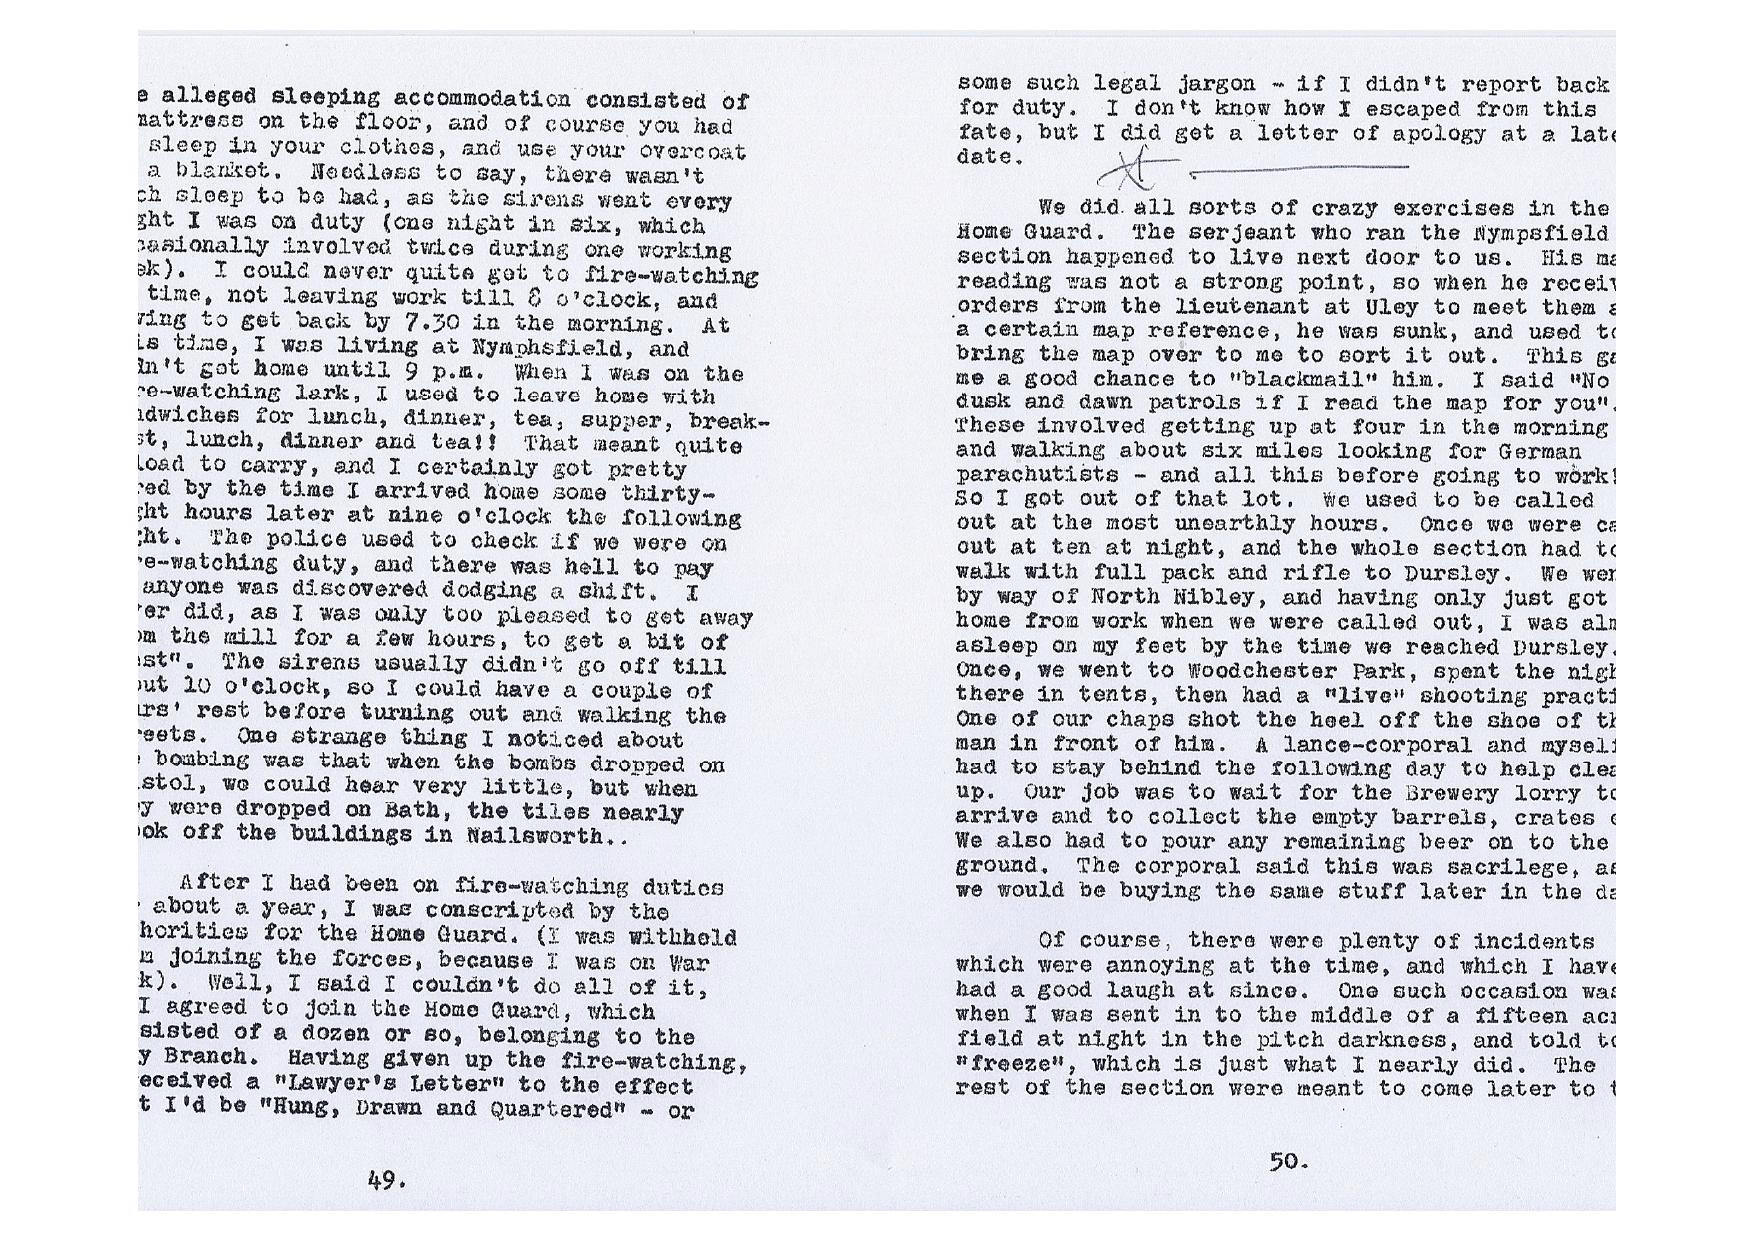 e alleged sleeping accommodation consisted of
mattress on the floor, and of course you had
sleep in your clothes, and use your overcoat
a blanket. Needless to say, there wasn't
ch sleep to be had, as the sirens went every
ght I was on duty (one night in six, which
casionally involved twice during one working
ek). I could never quite get to fire-watching
time, not leaving work till 8 o'clock, and
ving to get back by 7.30 in the morning. At
is time, I was living at Nymphsfield, and
dn't get home until 9 p.m. When I was on the
re-watching lark, I used to leave home with
ndwiches for lunch, dinner, tea, supper, break-
st, lunch, dinner and tea!! That meant quite
load to carry, and I certainly got pretty
red by the time I arrived home some thirty-
ght hours later at nine o'clock the following
ght. The police used to check if we were on
re-watching duty, and there was hell to pay
anyone was discovered dodging a shift. I
ver did, as I was only too pleased to get away
om the mill for a few hours, to get a bit of
est". The sirens usually didn't go off till
out 10 o'clock, so I could have a couple of
urs' rest before turning out and walking the
reets. One strange thing I noticed about
bombing was that when the bombs dropped on
istol, we could hear very little, but when
ey were dropped on Bath, the tiles nearly
ook off the buildings in Nailsworth..
After I had been on fire-watching duties
about a year, I was conscripted by the
horities for the Home Guard. (I was withheld
m joining the forces, because I was on War
k). Well, I said I couldn't do all of it,
I agreed to join the Home Guard, which
sisted of a dozen or so, belonging to the
y Branch. Having given up the fire-watching,
eceived a "Lawyer's Letter" to the effect
t I'd be "Hung, Drawn and Quartered" - or
49.
some such legal jargon - if I didn't report back
for duty. I don't know how I escaped from this
fate, but I did get a letter of apology at a late
date.
We did all sorts of crazy exercises in the
Home Guard. The serjeant who ran the Nympsfield
section happened to live next door to us. His ma
reading was not a strong point, so when he receiv
orders from the lieutenant at Uley to meet them a
a certain map reference, he was sunk, and used to
bring the map over to me to sort it out. This ga
me a good chance to "blackmail" him. I said "No
dusk and dawn patrols if I read the map for you".
These involved getting up at four in the morning
and walking about six miles looking for German
parachutists - and all this before going to work!
So I got out of that lot. We used to be called
out at the most unearthly hours. Once we were ca
out at ten at night, and the whole section had to
walk with full pack and rifle to Dursley. We wen
by way of North Nibley, and having only just got
home from work when we were called out, I was alm
asleep on my feet by the time we reached Dursley.
Once, we went to Woodchester Park, spent the nigh
there in tents, then had a "live" shooting practi
One of our chaps shot the heel off the shoe of th
man in front of him. A lance-corporal and myself
had to stay behind the following day to help clea
up. Our job was to wait for the Brewery lorry to
arrive and to collect the empty barrels, crates e
We also had to pour any remaining beer on to the
ground. The corporal said this was sacrilege, as
we would be buying the same stuff later in the da
Of course, there were plenty of incidents
which were annoying at the time, and which I have
had a good laugh at since. One such occasion was
when I was sent in to the middle of a fifteen acr
field at night in the pitch darkness, and told to
"freeze", which is just what I nearly did. The
rest of the section were meant to come later to t
50.